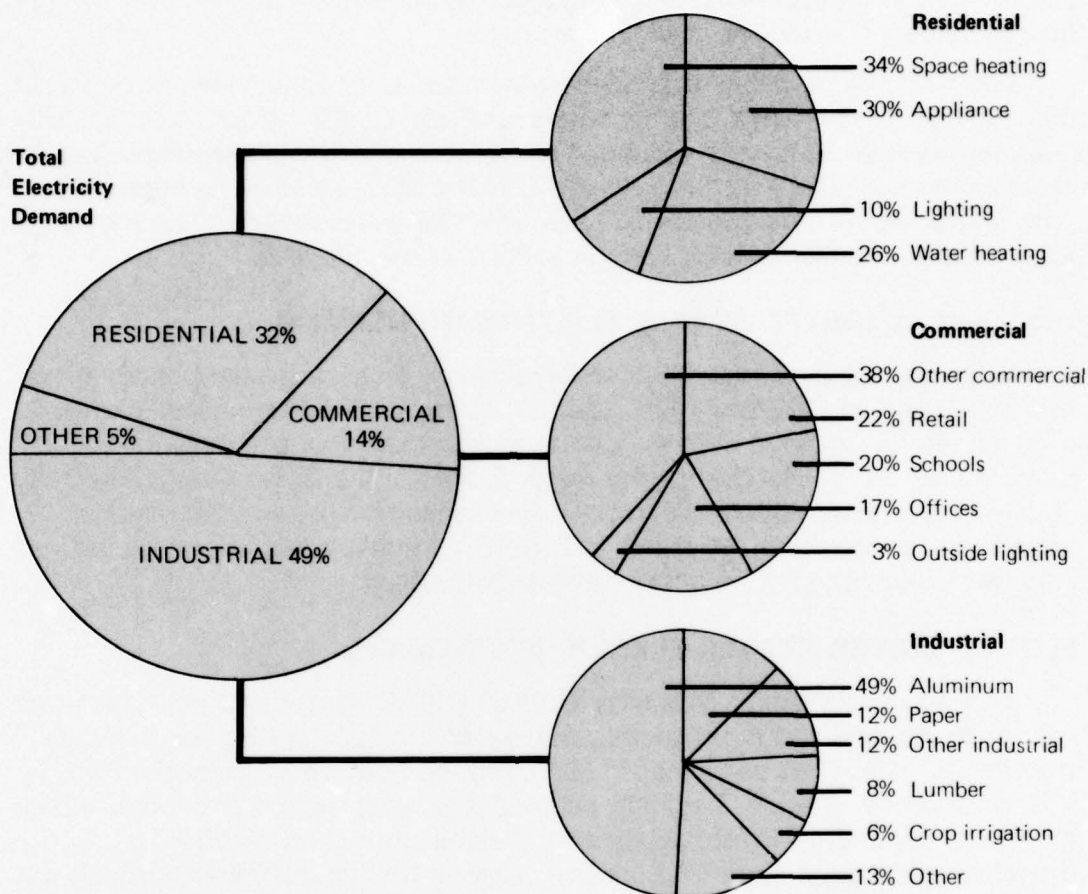 Total
Electricity
Demand
RESIDENTIAL 32%
COMMERCIAL
14%
OTHER 5%
INDUSTRIAL 49%
Residential
34% Space heating
30% Appliance
10% Lighting
26% Water heating
Commercial
38% Other commercial
22% Retail
20% Schools
17% Offices
3% Outside lighting
Industrial
49% Aluminum
12% Paper
12% Other industrial
8% Lumber
6% Crop irrigation
13% Other